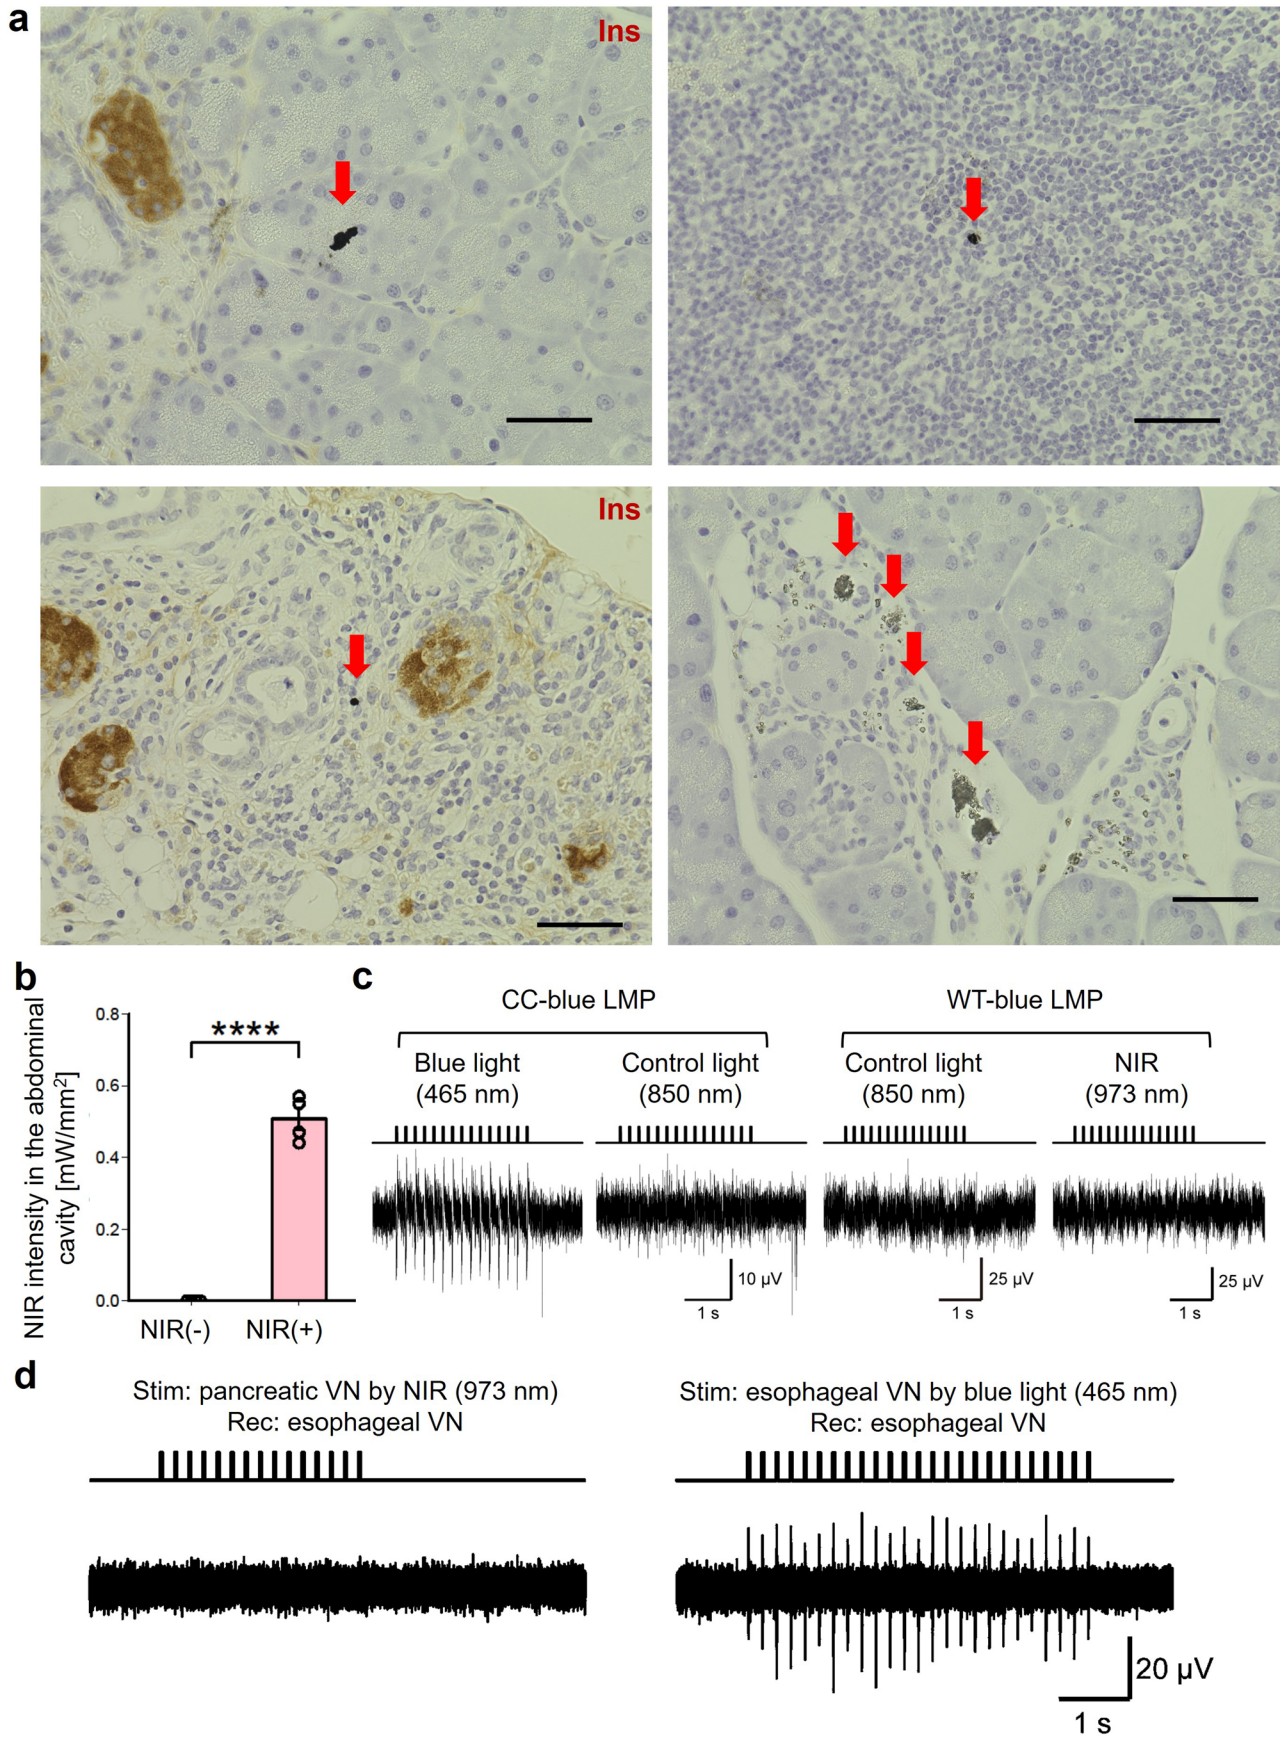 a
Ins
Ins
b
NIR intensity in the abdominal
cavity [mW/mm²]
0.8
0.6
0.4
0.2
0.0
****
NIR(-)
NIR(+)
c
CC-blue LMP
WT-blue LMP
Blue light
(465 nm)
Control light
(850 nm)
Control light
(850 nm)
NIR
(973 nm)
10 µV
1 s
25 µV
1 s
25 µV
1 s
d
Stim: pancreatic VN by NIR (973 nm)
Rec: esophageal VN
Stim: esophageal VN by blue light (465 nm)
Rec: esophageal VN
20 µV
1 s